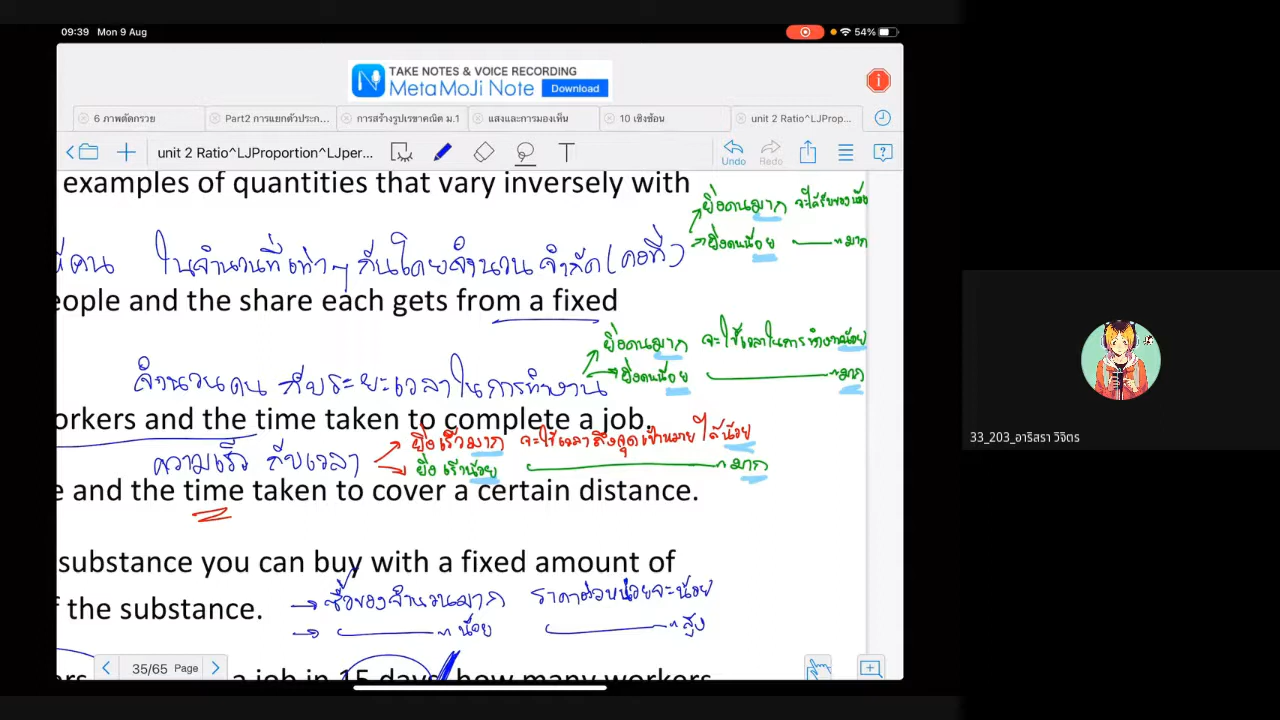 09:39 Mon 9 Aug 54%
TAKE NOTES & VOICE RECORDING
MetaMoJi Note Download
6 ภาพตัดกรวย Part2 การแยกตัวประก... การสร้างรูปเรขาคณิต ม.1 แสงและการมองเห็น 10 เชิงซ้อน unit 2 Ratio^LJProp...
unit 2 Ratio^LJProportion^LJper... Undo Redo
examples of quantities that vary inversely with
ยิ่งคนมาก จะได้รับของน้อ
ยิ่งคนน้อย มาก
คน ในจำนวนที่เท่าๆ กันโดยจำนวน จำกัด (คงที่)
eople and the share each gets from a fixed
ยิ่งคนมาก จะใช้เวลาในการทำงานน้อย
ยิ่งคนน้อย มาก
จำนวนคน กับระยะเวลาในการทำงาน
orkers and the time taken to complete a job.
ยิ่งเร็วมาก จะใช้เวลาถึงจุดเป้าหมาย ได้น้อย
ความเร็ว กับเวลา
ยิ่งเร็วน้อย มาก
e and the time taken to cover a certain distance.
substance you can buy with a fixed amount of
ซื้อของจำนวนมาก ราคาต่อหน่วยจะน้อย
f the substance.
น้อย สูง
a job in 15 days, how many workers
35/65 Page
33_203_อาริสรา วิจิตร